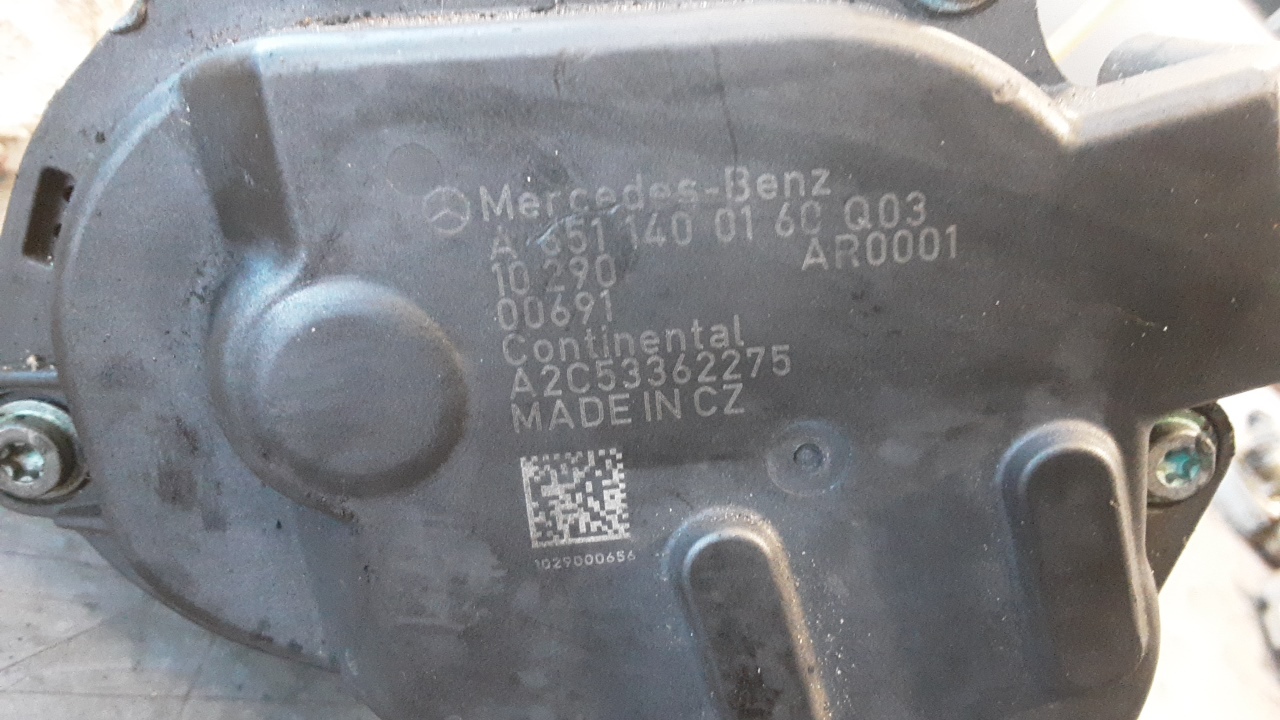 Mercedes-Benz
A 651 140 01 60 Q03
10 290 AR0001
00691
Continental
A2C53362275
MADE IN CZ
1029000656